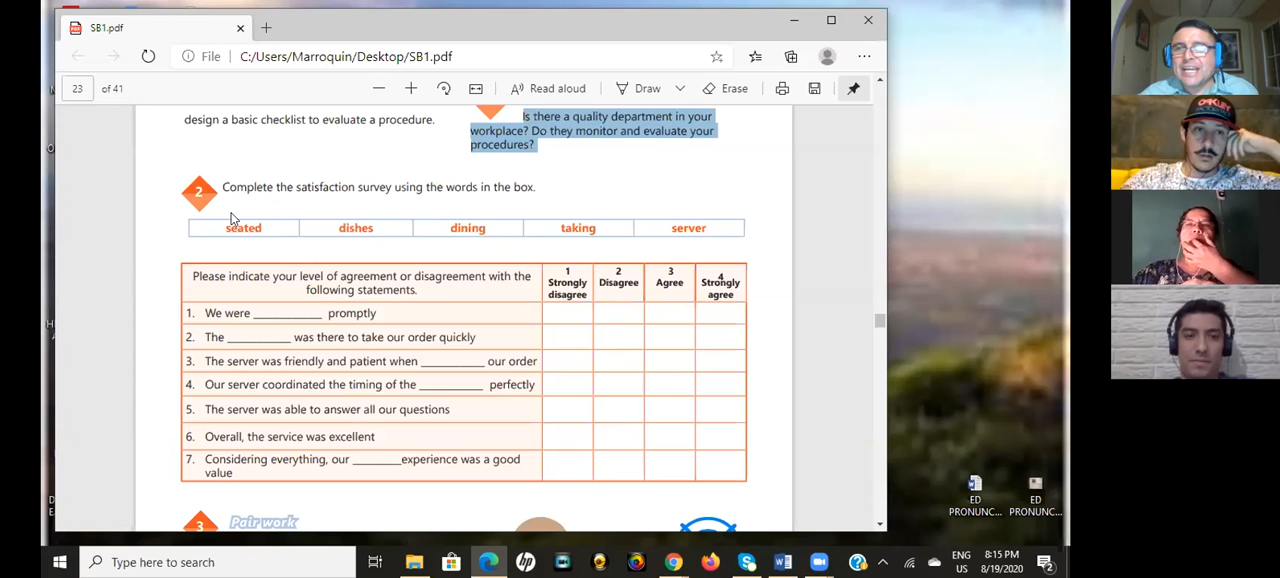 SB1.pdf
File C:/Users/Marroquin/Desktop/SB1.pdf
23 of 41 Read aloud Draw Erase
design a basic checklist to evaluate a procedure.
Is there a quality department in your
workplace? Do they monitor and evaluate your
procedures?
2 Complete the satisfaction survey using the words in the box.
seated dishes dining taking server
Please indicate your level of agreement or disagreement with the
following statements.
1 Strongly disagree
2 Disagree
3 Agree
4 Strongly agree
1. We were ____________ promptly
2. The ___________ was there to take our order quickly
3. The server was friendly and patient when ___________ our order
4. Our server coordinated the timing of the ___________ perfectly
5. The server was able to answer all our questions
6. Overall, the service was excellent
7. Considering everything, our ________experience was a good
value
3 Pair work
ED PRONUNC...
ED PRONUNC...
Type here to search
ENG
US
8:15 PM
8/19/2020
2
OAKLEY